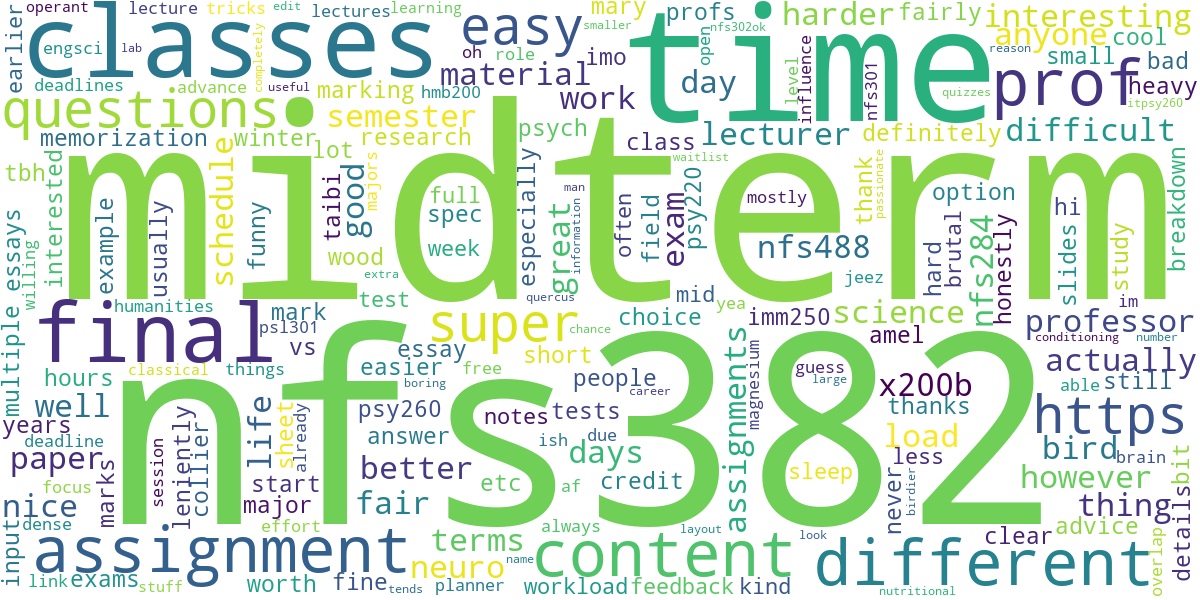 operant
lecture
tricks
edit
lectures
learning
easy
mary
profs
harder
fairly
interesting
earlier
classes
engsci
lab
completely
oh
role
smaller
nfs302ok
time
open
anyone
cool
reason
deadlines
useful
advance
material
imo
day
level
influence
small
bad
questions
marking
hmb200
work
nfs301
quizzes
prof
heavy
itpsy260
semester
memorization
winter
research
psych
class
lecturer
definitely
difficult
tbh
lot
majors
waitlist
midterm
interested
example
usually
schedule
funny
taibi
good
full
spec
week
especially
great
man
information
often
field
exam
psy220
mostly
thank
passionate
option
hi
breakdown
multiple essays
willing
wood
extra
nfs488
jeez
hard
brutal
nfs284
honestly
slides
study
humanities
mark
test
quercus
mid
yea
im
final
psl301
vs
super
chance
choice
imm250
science
professor
conditioning
number
classical
things
essay
easier
free
short
assignments
magnesium
amel
actually
hours
boring
people
career
guess
large
x200b
able
still
nfs382
well
life
sheet
already
psy260
notes
tests
thanks
https
years
deadline
collier
answer
ish
due
load
bird
brain
bit
paper
session
leniently
better
days
less
focus
marks
start
etc
af
credit
sleep
never
birdier
however
nice
major
fair
thing
dense
effort
always
layout
look
clear
advice
overlap
details
input
assignment
terms
content
different
link
exams
stuff
worth
fine
tends
neuro
planner
name
workload
feedback
kind
nutritional